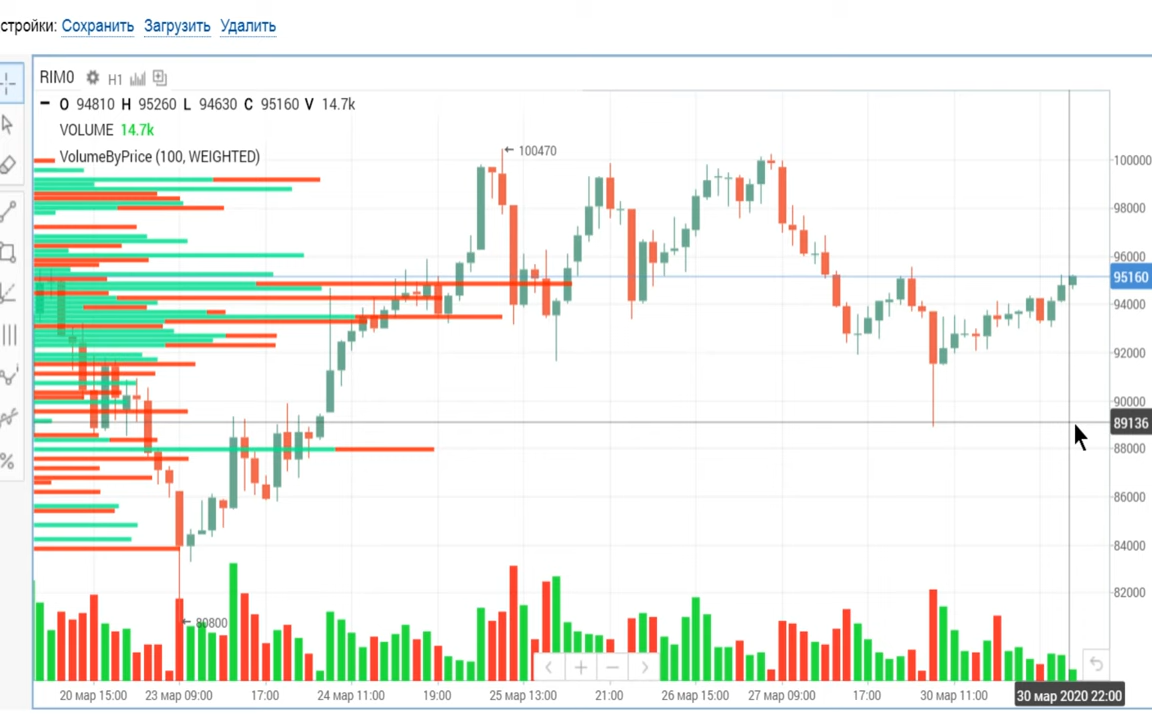 стройки: Сохранить Загрузить Удалить
RIM0 H1
O 94810 H 95260 L 94630 C 95160 V 14.7k
VOLUME 14.7k
VolumeByPrice (100, WEIGHTED)
← 100470
100000
98000
96000
95160
94000
92000
90000
89136
88000
86000
84000
82000
← 80800
20 мар 15:00 23 мар 09:00 17:00 24 мар 11:00 19:00 25 мар 13:00 21:00 26 мар 15:00 27 мар 09:00 17:00 30 мар 11:00 30 мар 2020 22:00